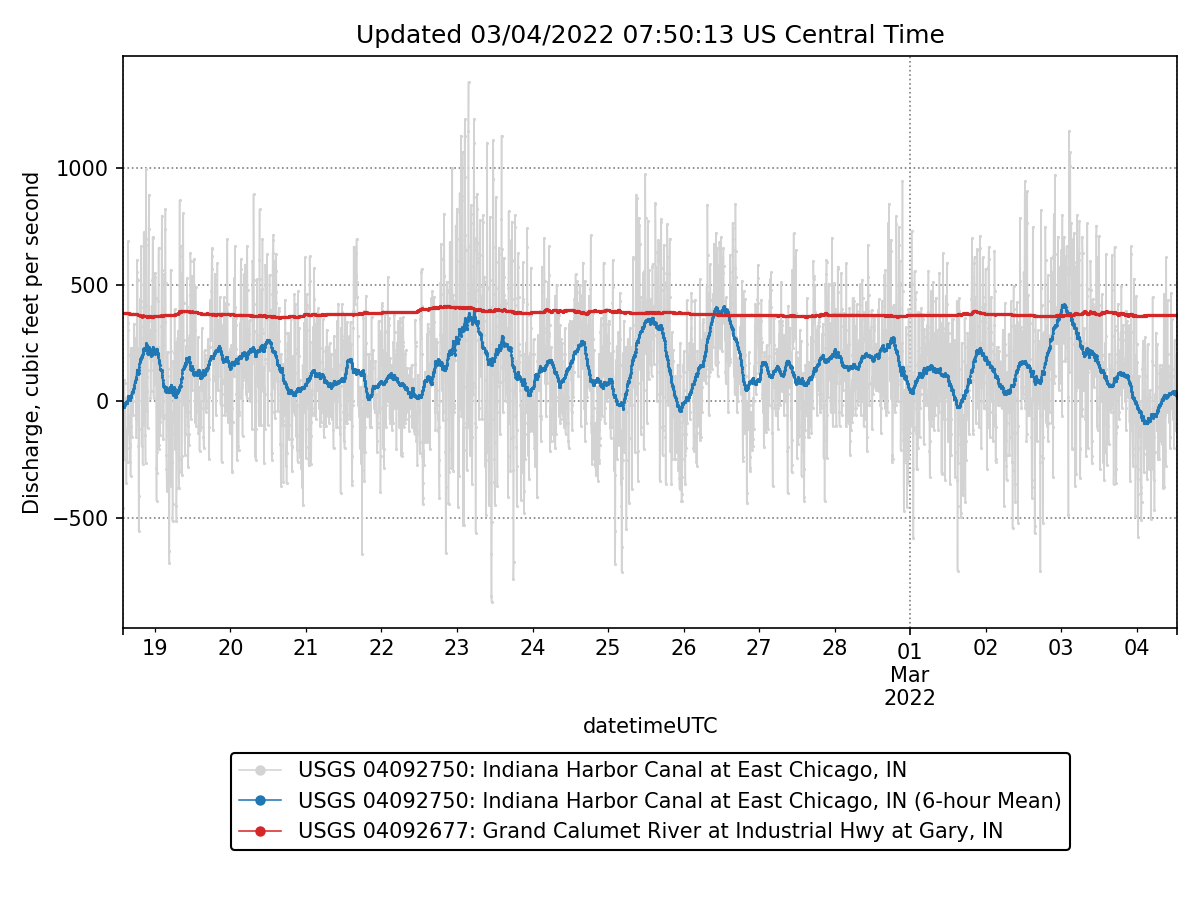 Updated 03/04/2022 07:50:13 US Central Time
Discharge, cubic feet per second
1000
500
0
−500
19 20 21 22 23 24 25 26 27 28 01 02 03 04
Mar
2022
datetimeUTC
USGS 04092750: Indiana Harbor Canal at East Chicago, IN
USGS 04092750: Indiana Harbor Canal at East Chicago, IN (6-hour Mean)
USGS 04092677: Grand Calumet River at Industrial Hwy at Gary, IN